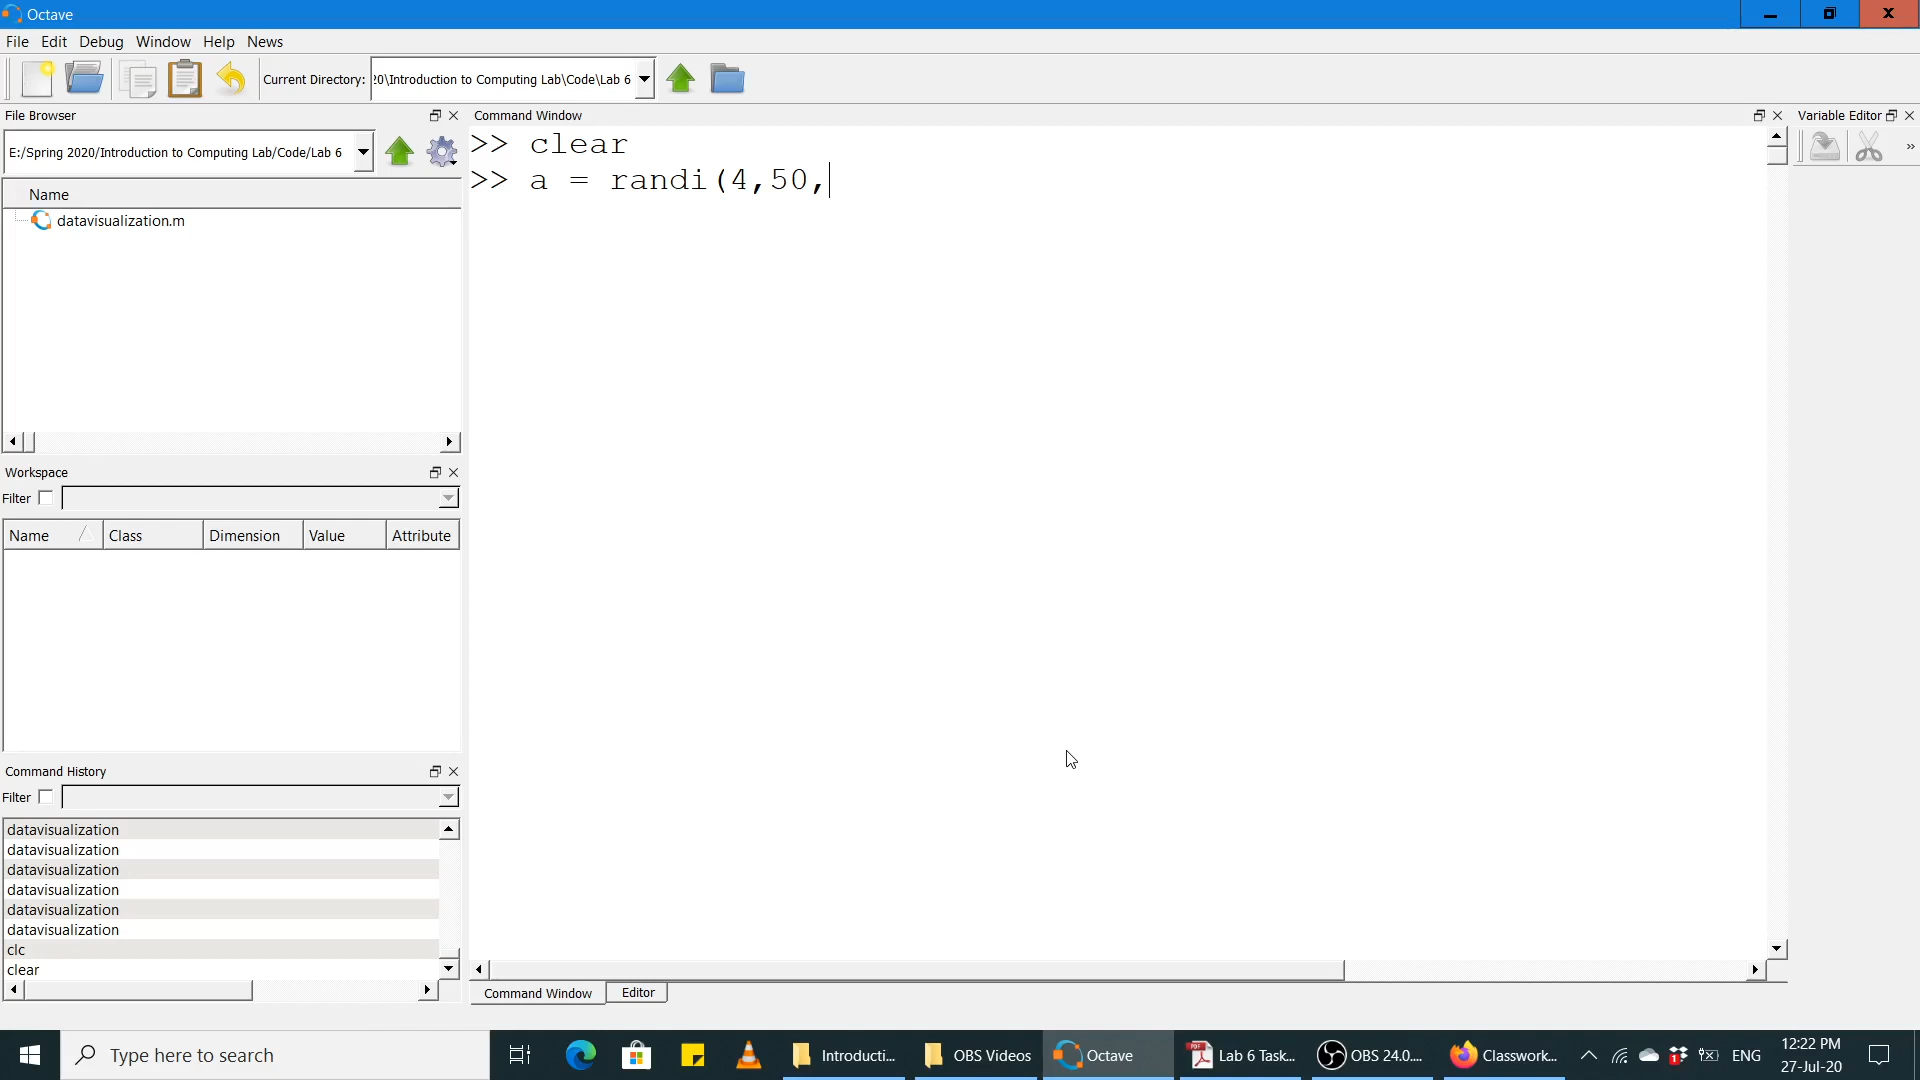 Octave
File Edit Debug Window Help News
Current Directory: 20\Introduction to Computing Lab\Code\Lab 6
File Browser
E:/Spring 2020/Introduction to Computing Lab/Code/Lab 6
Name
datavisualization.m
Workspace
Filter
Name Class Dimension Value Attribute
Command History
Filter
datavisualization
datavisualization
datavisualization
datavisualization
datavisualization
datavisualization
clc
clear
Command Window
>> clear
>> a = randi(4,50,
Command Window Editor
Variable Editor
»
Type here to search
Introducti...
OBS Videos
Octave
Lab 6 Task...
OBS 24.0....
Classwork...
ENG
12:22 PM
27-Jul-20